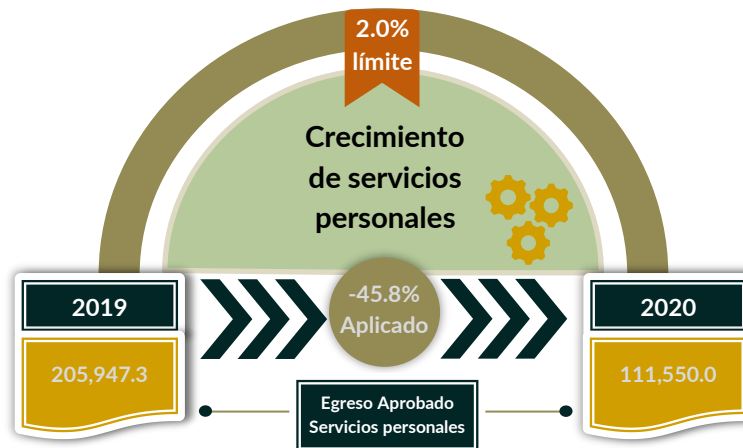 2.0%
límite
Crecimiento
de servicios
personales
-45.8%
Aplicado
2019
2020
205,947.3
111,550.0
Egreso Aprobado
Servicios personales